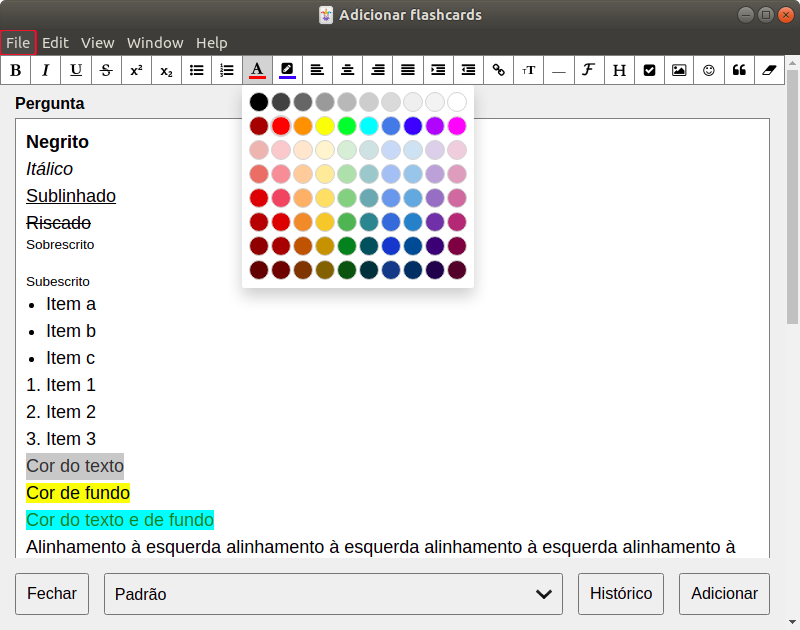 Adicionar flashcards
File Edit View Window Help
B I U S x² x₂ A тT — F H
Pergunta
Negrito
Itálico
Sublinhado
Riscado
Sobrescrito
Subescrito
• Item a
• Item b
• Item c
1. Item 1
2. Item 2
3. Item 3
Cor do texto
Cor de fundo
Cor do texto e de fundo
Alinhamento à esquerda alinhamento à esquerda alinhamento à esquerda alinhamento à
Fechar Padrão Histórico Adicionar